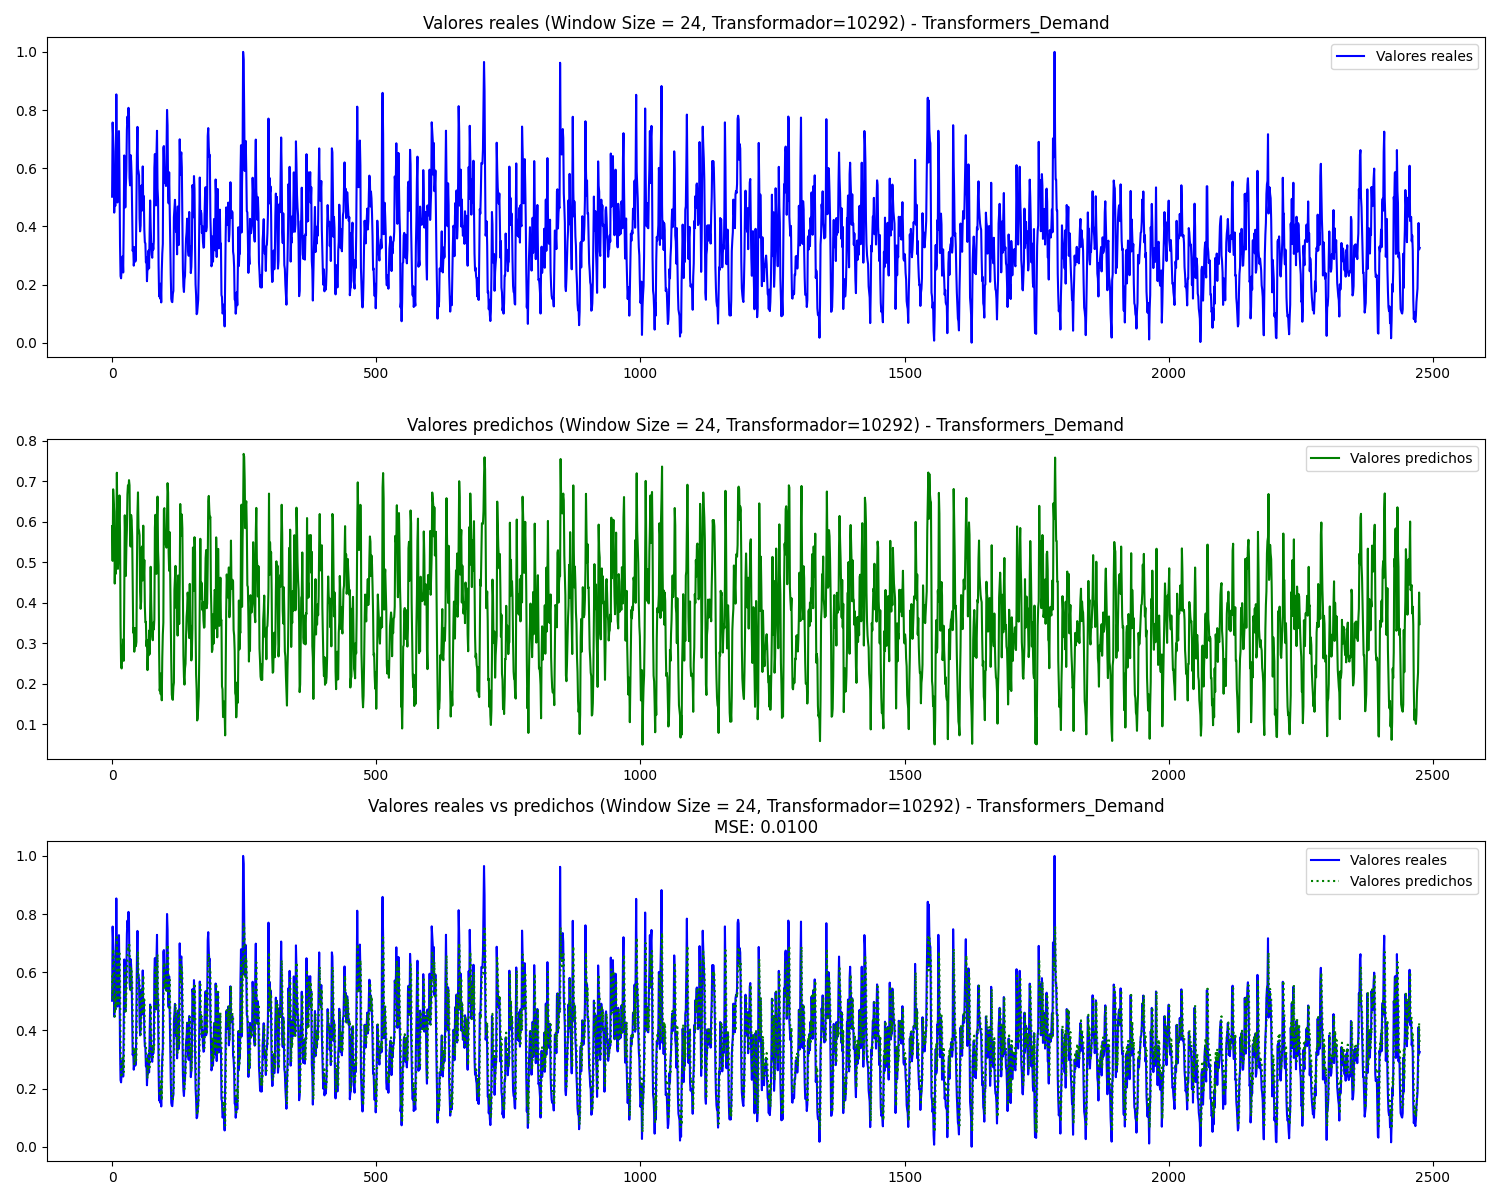 Valores reales (Window Size = 24, Transformador=10292) - Transformers_Demand
1.0
0.8
0.6
0.4
0.2
0.0
Valores reales
0 500 1000 1500 2000 2500
Valores predichos (Window Size = 24, Transformador=10292) - Transformers_Demand
0.8
0.7
0.6
0.5
0.4
0.3
0.2
0.1
Valores predichos
0 500 1000 1500 2000 2500
Valores reales vs predichos (Window Size = 24, Transformador=10292) - Transformers_Demand
MSE: 0.0100
1.0
0.8
0.6
0.4
0.2
0.0
Valores reales
Valores predichos
0 500 1000 1500 2000 2500